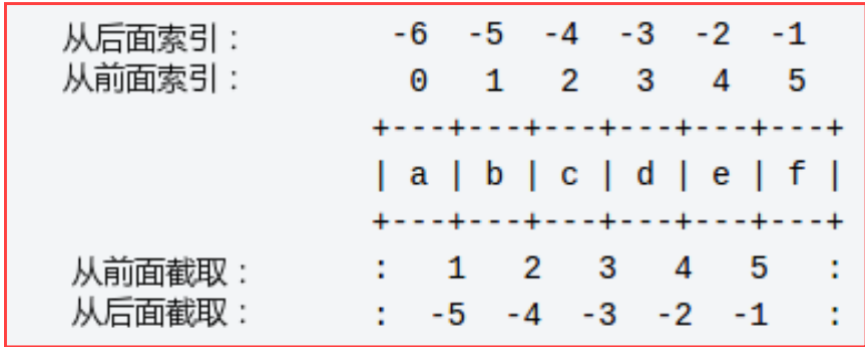 从后面索引: -6 -5 -4 -3 -2 -1
从前面索引: 0 1 2 3 4 5
+---+---+---+---+---+---+
| a | b | c | d | e | f |
+---+---+---+---+---+---+
从前面截取: : 1 2 3 4 5 :
从后面截取: : -5 -4 -3 -2 -1 :